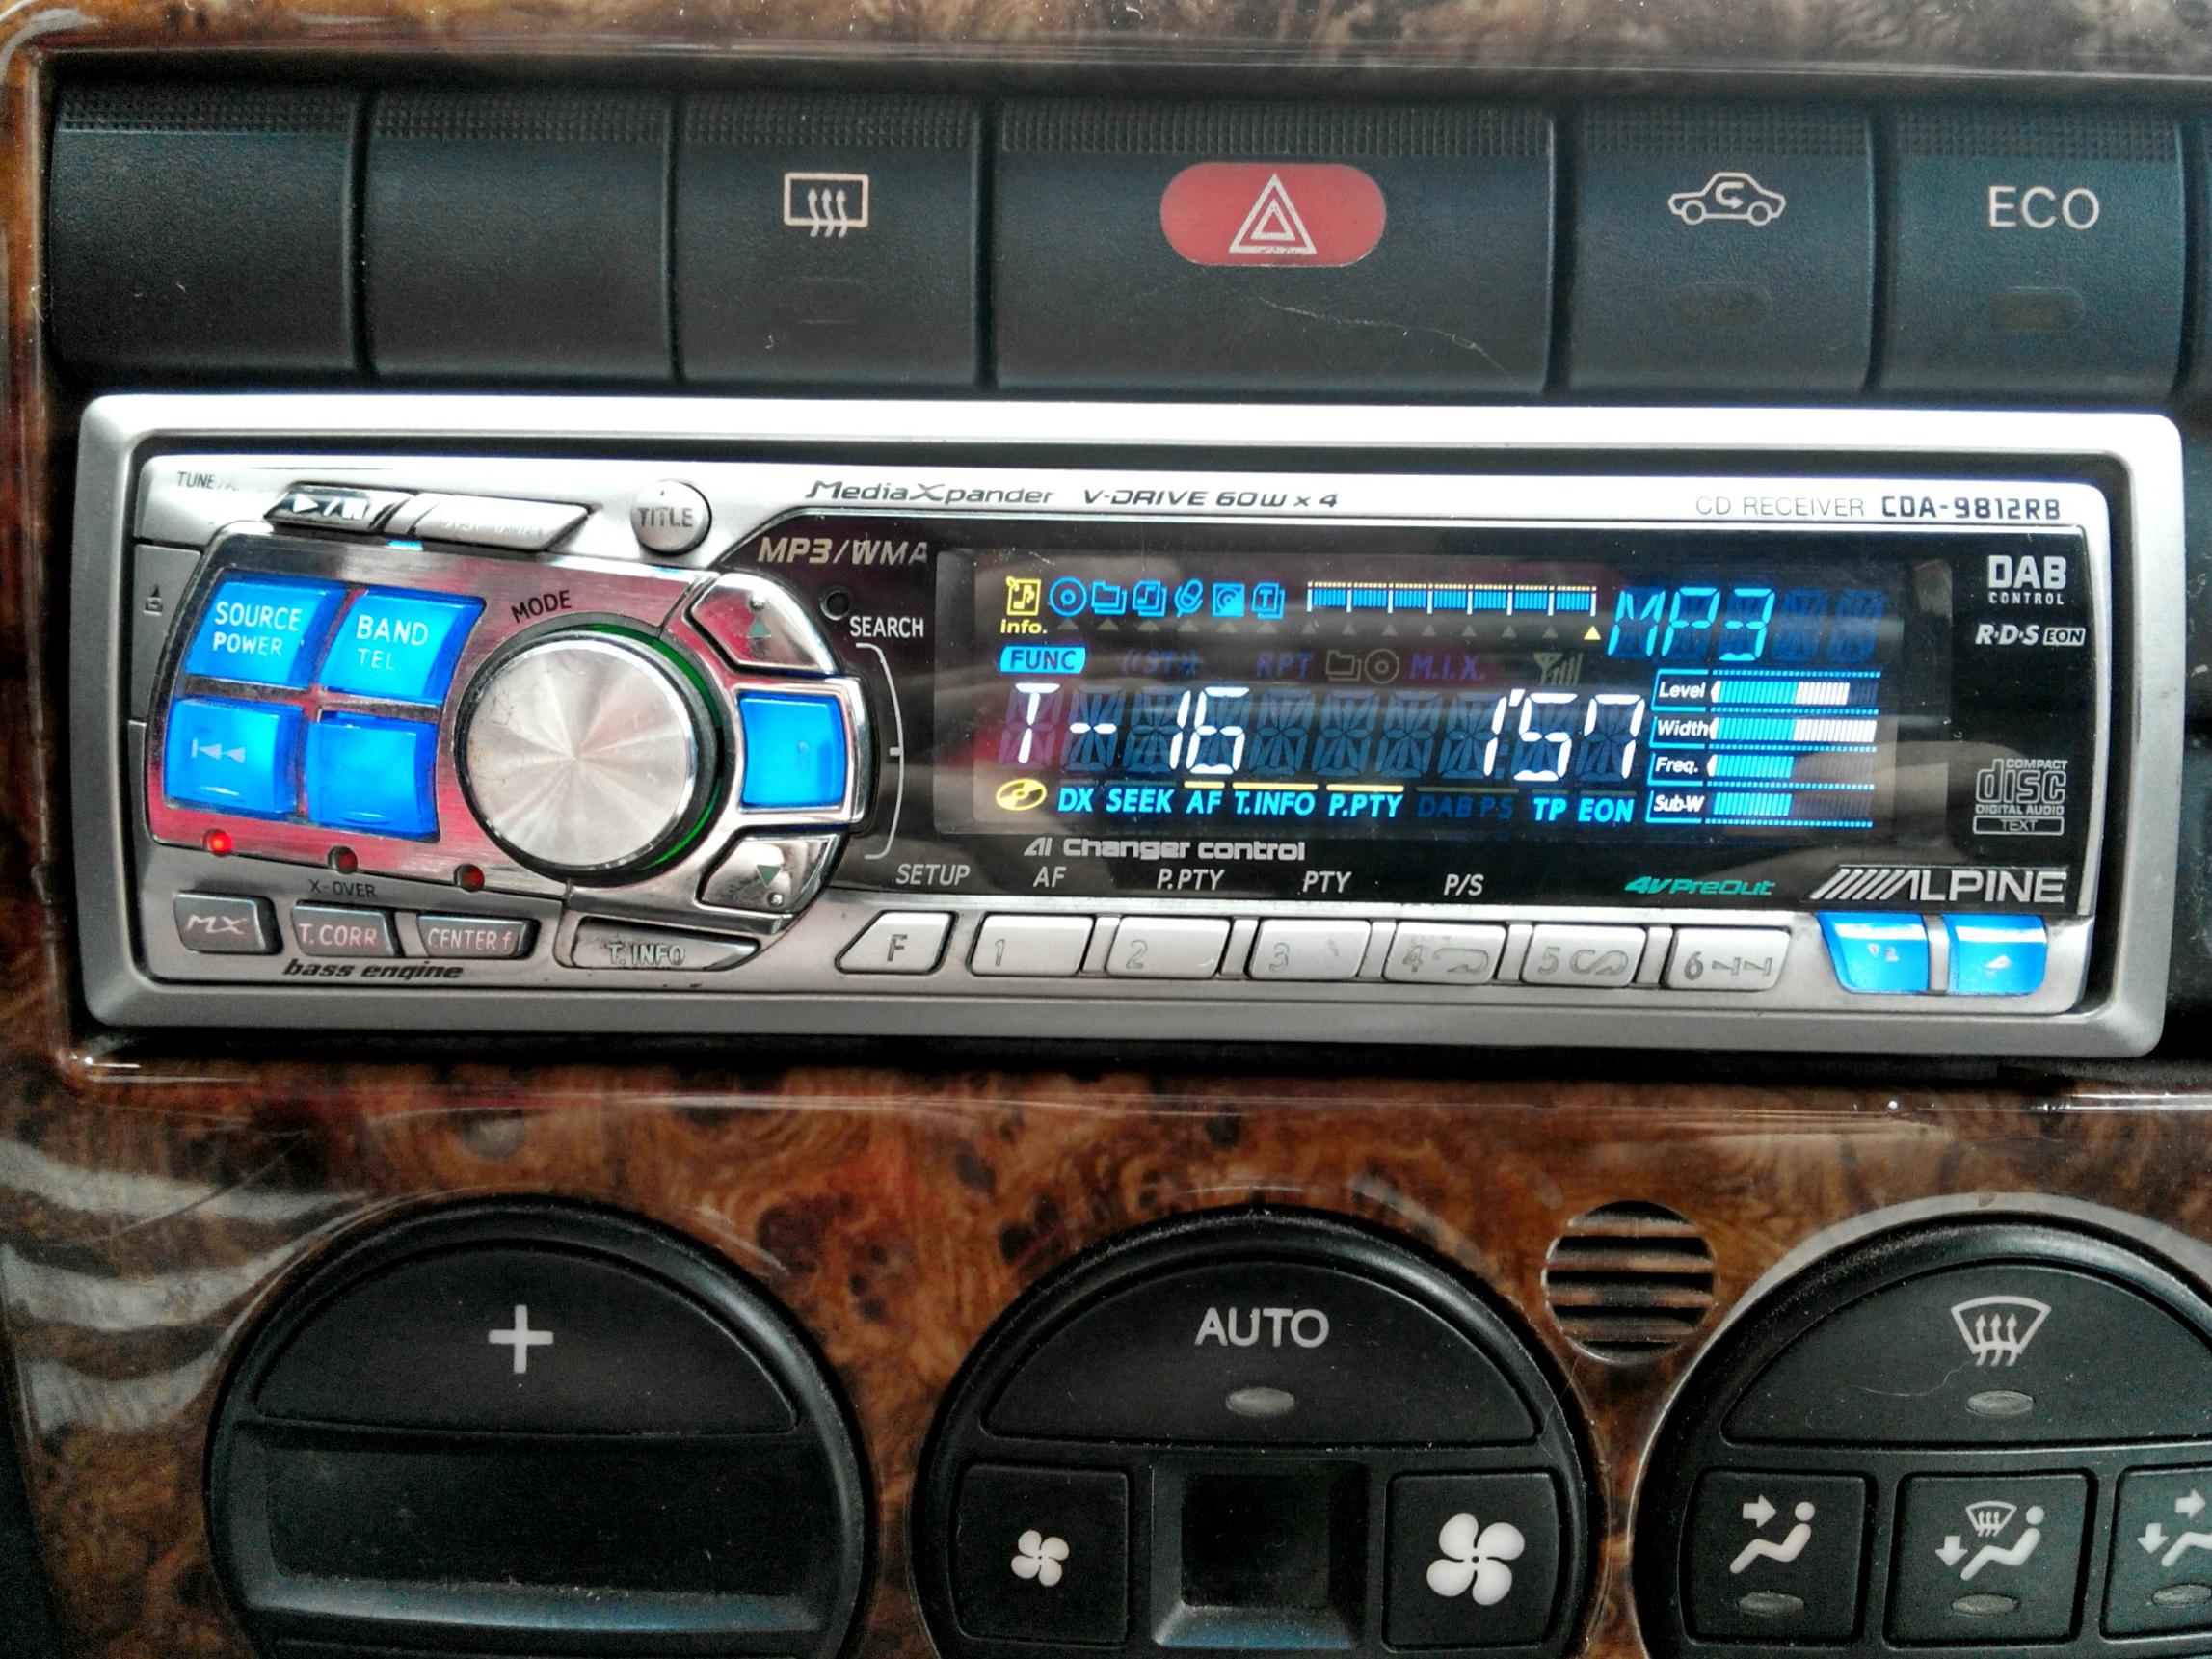 ECO
TUNE/A.
TITLE
MediaXpander V-DRIVE 60W x 4
CD RECEIVER CDA-9812RB
MP3/WMA
SEARCH
MODE
SOURCE
POWER
BAND
TEL
info.
MP3
FUNC
ST
RPT
M.I.X.
T-16 1'57
Level
Width
Freq.
Sub-W
DX SEEK AF T.INFO P.PTY DAB P S TP EON
DAB
CONTROL
R·D·S EON
COMPACT
disc
DIGITAL AUDIO
TEXT
Ai Changer control
SETUP AF P.PTY PTY P/S
4V PreOut
ALPINE
X-OVER
MX T.CORR CENTER f
bass engine
T.INFO
F 1 2 3 4 5 6
+
AUTO